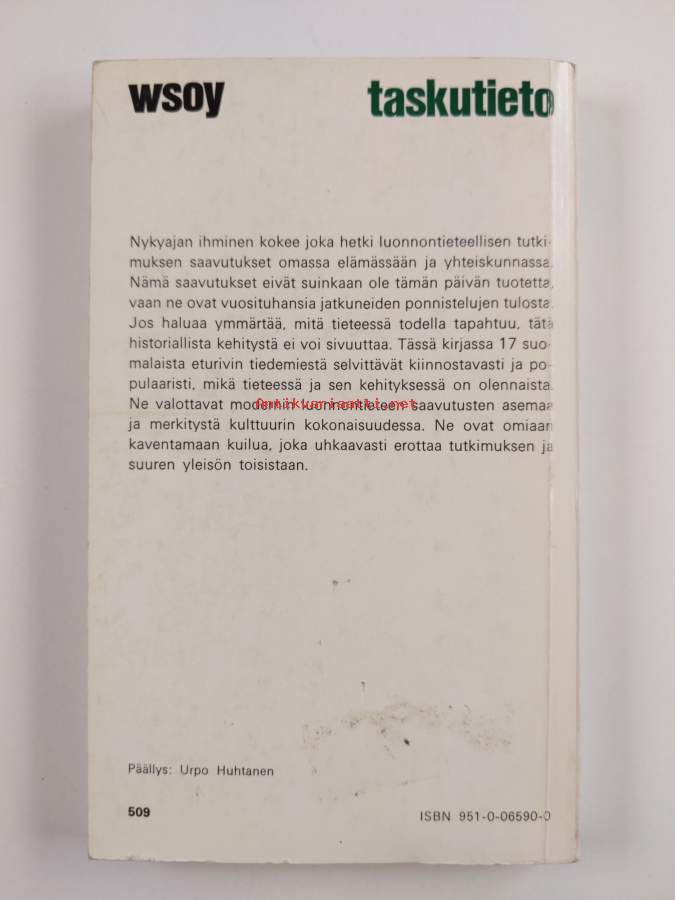 wsoy taskutieto
Nykyajan ihminen kokee joka hetki luonnontieteellisen tutki-
muksen saavutukset omassa elämässään ja yhteiskunnassa.
Nämä saavutukset eivät suinkaan ole tämän päivän tuotetta,
vaan ne ovat vuosituhansia jatkuneiden ponnistelujen tulosta.
Jos haluaa ymmärtää, mitä tieteessä todella tapahtuu, tätä
historiallista kehitystä ei voi sivuuttaa. Tässä kirjassa 17 suo-
malaista eturivin tiedemiestä selvittävät kiinnostavasti ja po-
pulaaristi, mikä tieteessä ja sen kehityksessä on olennaista.
Ne valottavat modernin luonnontieteen saavutusten asemaa
Antikvariaatti.net
ja merkitystä kulttuurin kokonaisuudessa. Ne ovat omiaan
kaventamaan kuilua, joka uhkaavasti erottaa tutkimuksen ja
suuren yleisön toisistaan.
Päällys: Urpo Huhtanen
509 ISBN 951-0-06590-0